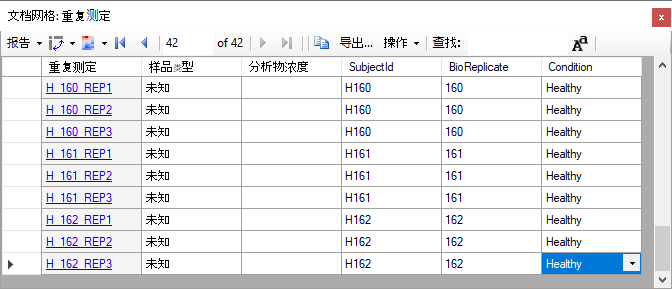 文档网格: 重复测定
报告 42 of 42 导出... 操作 查找: Aa
重复测定 样品类型 分析物浓度 SubjectId BioReplicate Condition
H_160_REP1 未知 H160 160 Healthy
H_160_REP2 未知 H160 160 Healthy
H_160_REP3 未知 H160 160 Healthy
H_161_REP1 未知 H161 161 Healthy
H_161_REP2 未知 H161 161 Healthy
H_161_REP3 未知 H161 161 Healthy
H_162_REP1 未知 H162 162 Healthy
H_162_REP2 未知 H162 162 Healthy
H_162_REP3 未知 H162 162 Healthy